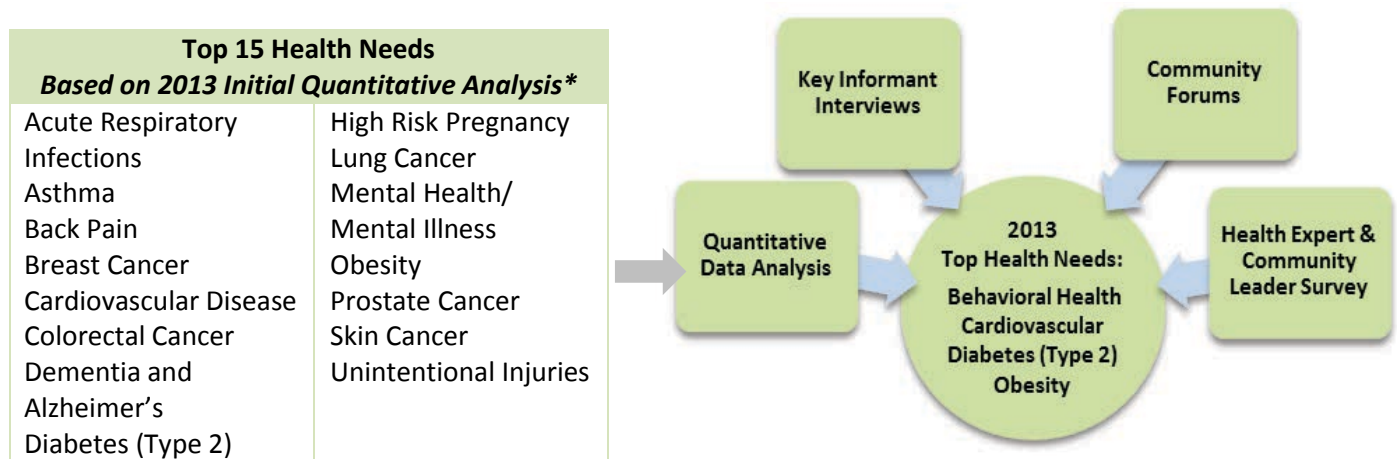 Top 15 Health Needs
Based on 2013 Initial Quantitative Analysis*
Acute Respiratory
Infections
Asthma
Back Pain
Breast Cancer
Cardiovascular Disease
Colorectal Cancer
Dementia and
Alzheimer’s
Diabetes (Type 2)
High Risk Pregnancy
Lung Cancer
Mental Health/
Mental Illness
Obesity
Prostate Cancer
Skin Cancer
Unintentional Injuries
Quantitative
Data Analysis
Key Informant
Interviews
Community
Forums
Health Expert &
Community
Leader Survey
2013
Top Health Needs:
Behavioral Health
Cardiovascular
Diabetes (Type 2)
Obesity